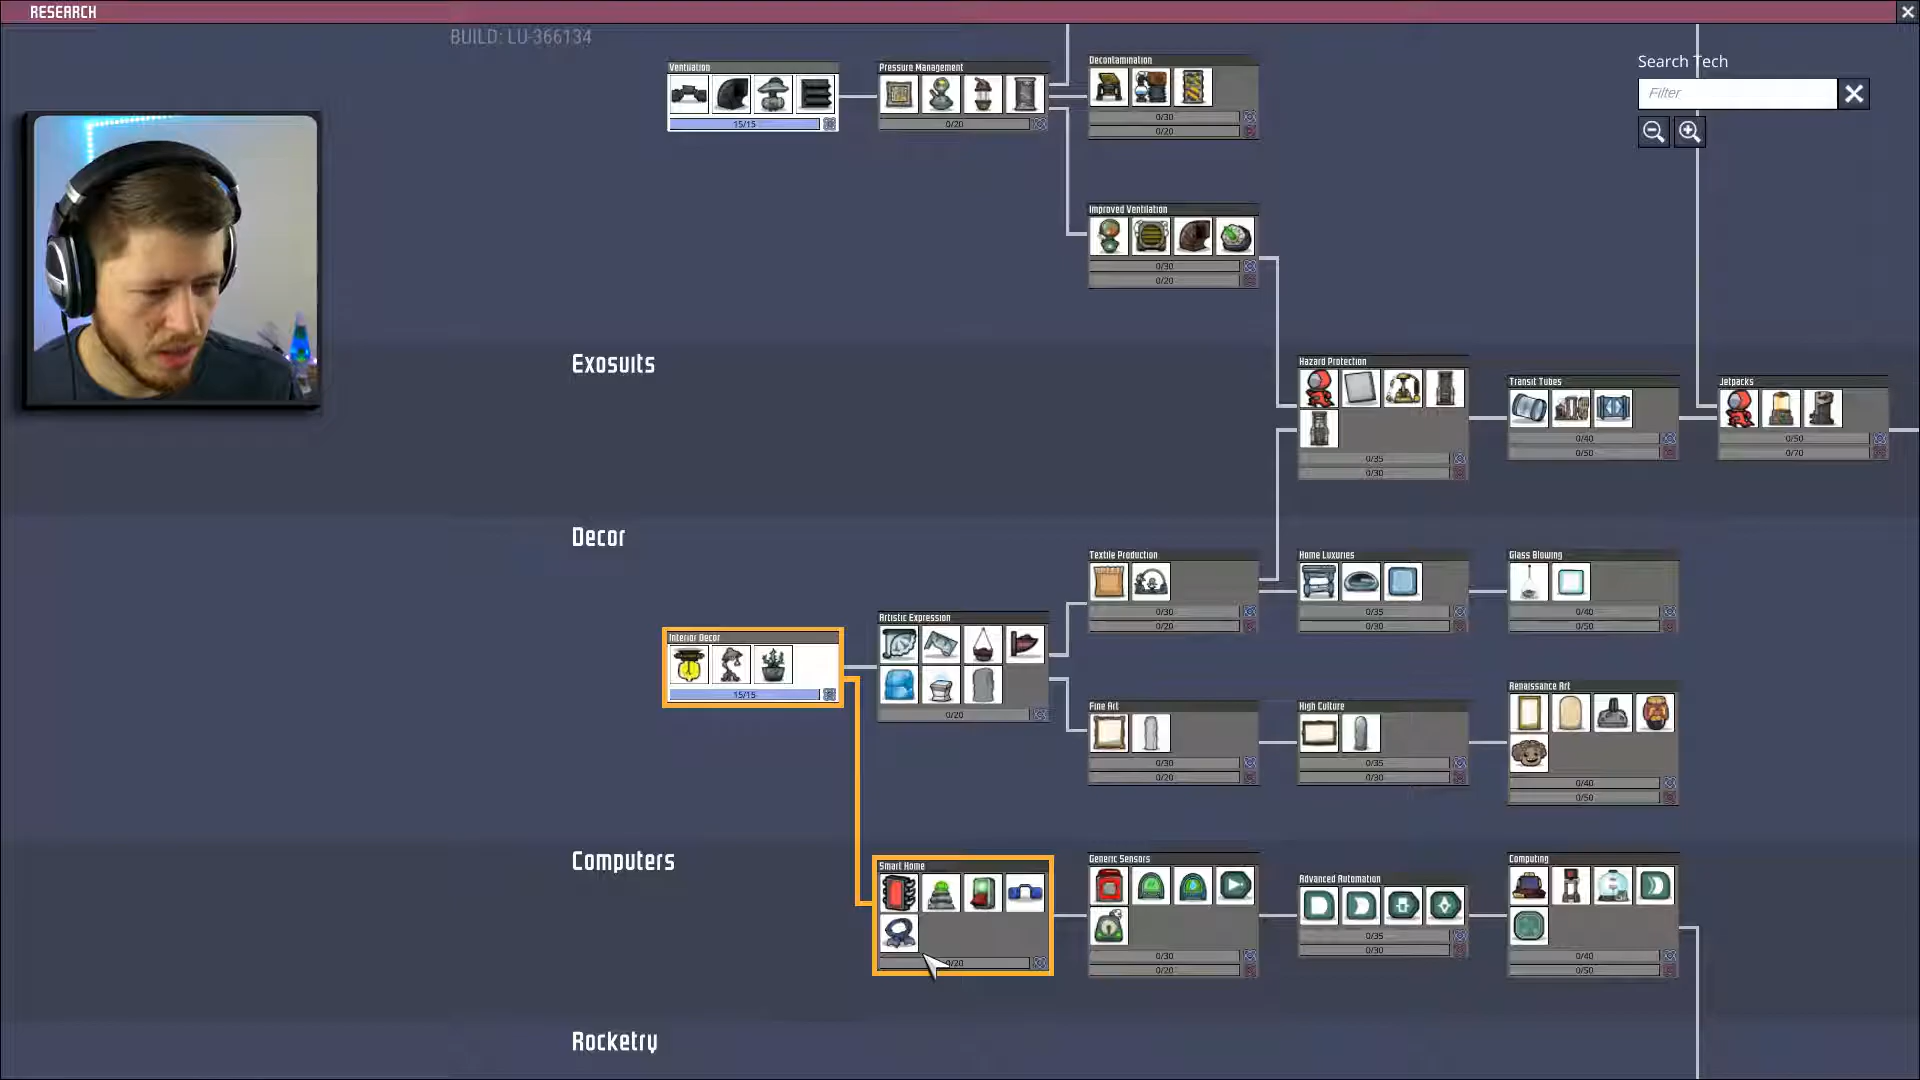 RESEARCH
BUILD: LU-366134
Search Tech
Filter
Ventilation
15/15
Pressure Management
0/20
Decontamination
0/30
0/20
Improved Ventilation
0/30
0/20
Exosuits
Hazard Protection
0/35
0/30
Transit Tubes
0/40
0/50
Jetpacks
0/50
0/70
Decor
Interior Decor
15/15
Artistic Expression
0/20
Textile Production
0/30
0/20
Home Luxuries
0/35
0/30
Glass Blowing
0/40
0/50
Fine Art
0/30
0/20
High Culture
0/35
0/30
Renaissance Art
0/40
0/50
Computers
Smart Home
0/20
Generic Sensors
0/30
0/20
Advanced Automation
0/35
0/30
Computing
0/40
0/50
Rocketry